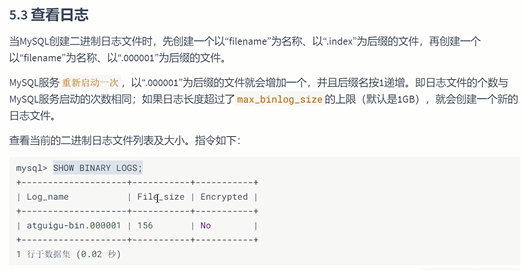 5.3 查看日志
当MySQL创建二进制日志文件时，先创建一个以“filename”为名称、以“.index”为后缀的文件，再创建一个
以“filename”为名称、以“.000001”为后缀的文件。
MySQL服务 重新启动一次 ，以“.000001”为后缀的文件就会增加一个，并且后缀名按1递增。即日志文件的个数与
MySQL服务启动的次数相同；如果日志长度超过了 max_binlog_size 的上限（默认是1GB），就会创建一个新的
日志文件。
查看当前的二进制日志文件列表及大小。指令如下：
mysql> SHOW BINARY LOGS;
+--------------------+-----------+-----------+
| Log_name | File_size | Encrypted |
+--------------------+-----------+-----------+
| atguigu-bin.000001 | 156 | No |
+--------------------+-----------+-----------+
1 行于数据集 (0.02 秒)